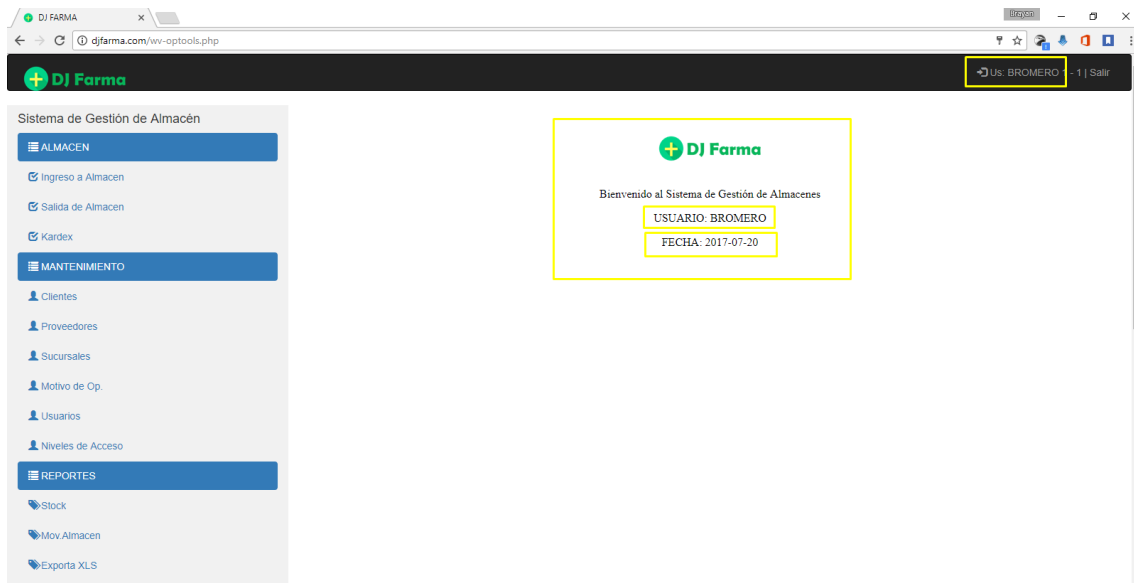 DJ FARMA
Brayan
djfarma.com/wv-optools.php
DJ Farma
Us: BROMERO 1 - 1 | Salir
Sistema de Gestión de Almacén
ALMACEN
Ingreso a Almacen
Salida de Almacen
Kardex
MANTENIMIENTO
Clientes
Proveedores
Sucursales
Motivo de Op.
Usuarios
Niveles de Acceso
REPORTES
Stock
Mov.Almacen
Exporta XLS
DJ Farma
Bienvenido al Sistema de Gestión de Almacenes
USUARIO: BROMERO
FECHA: 2017-07-20